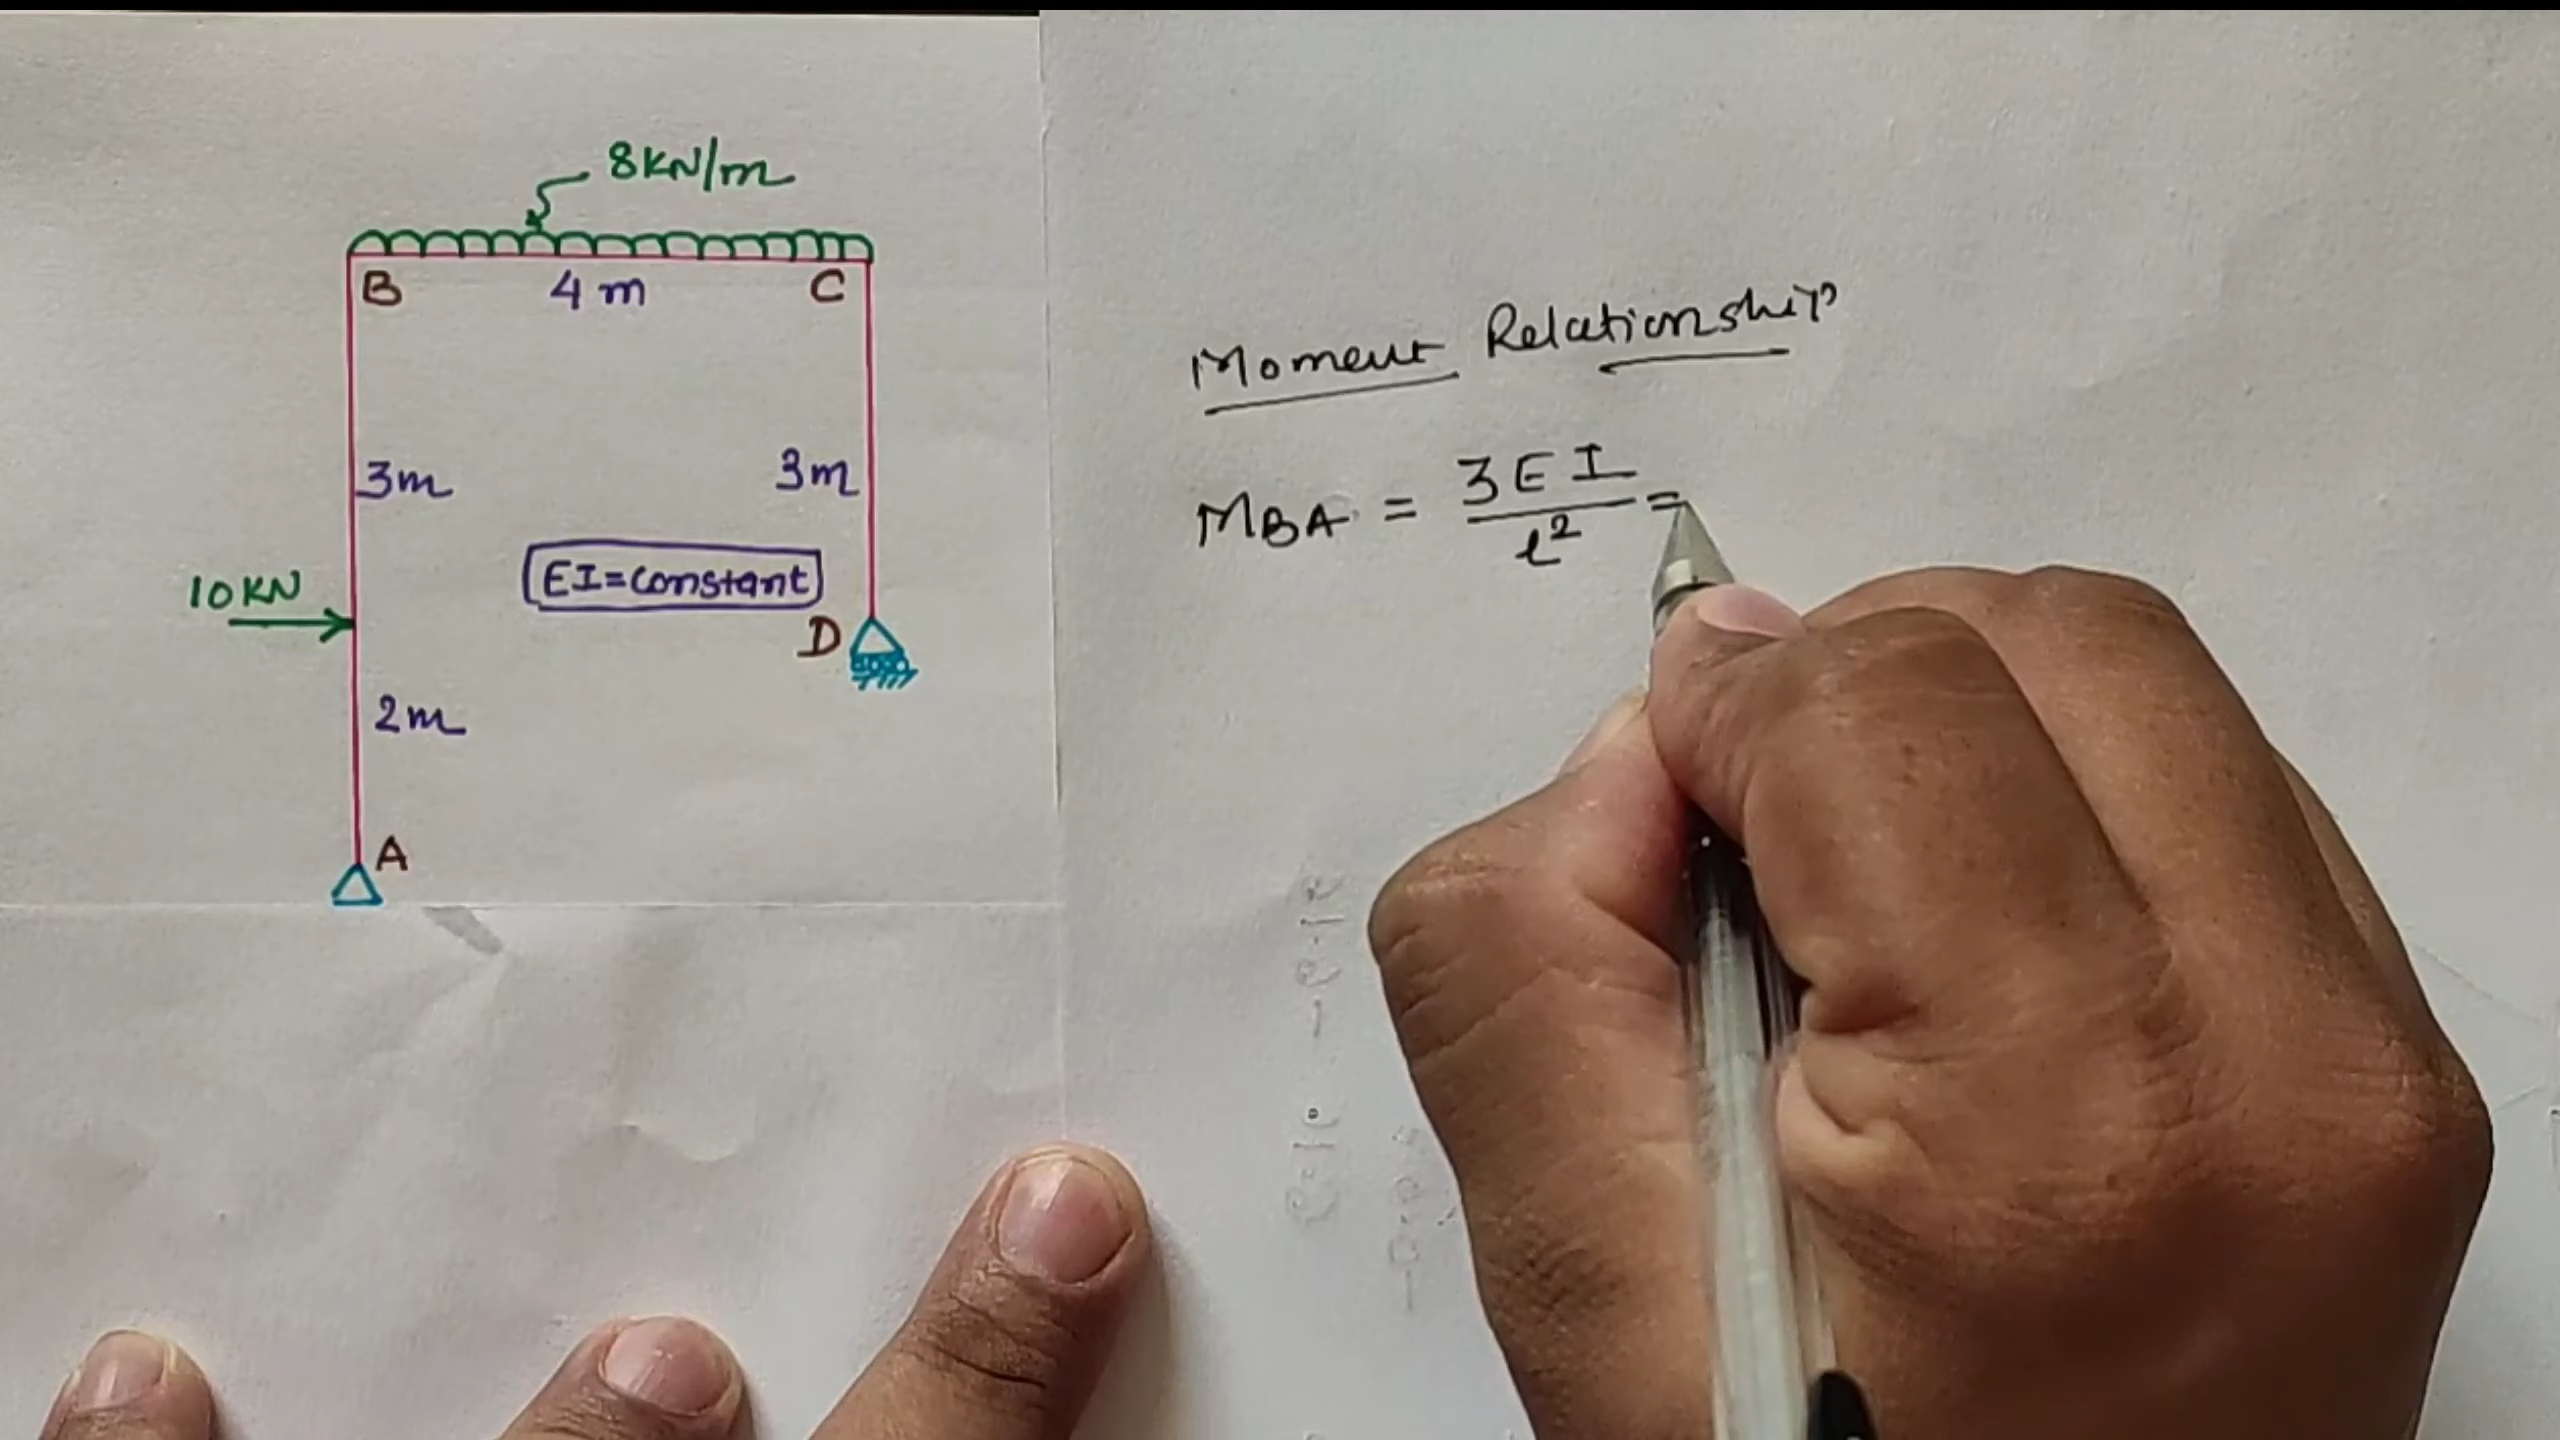 8KN/m
B 4 m C
3m 3m
EI=constant
10KN
D
2m
A
Moment Relationship
MBA = 3EI/l² =